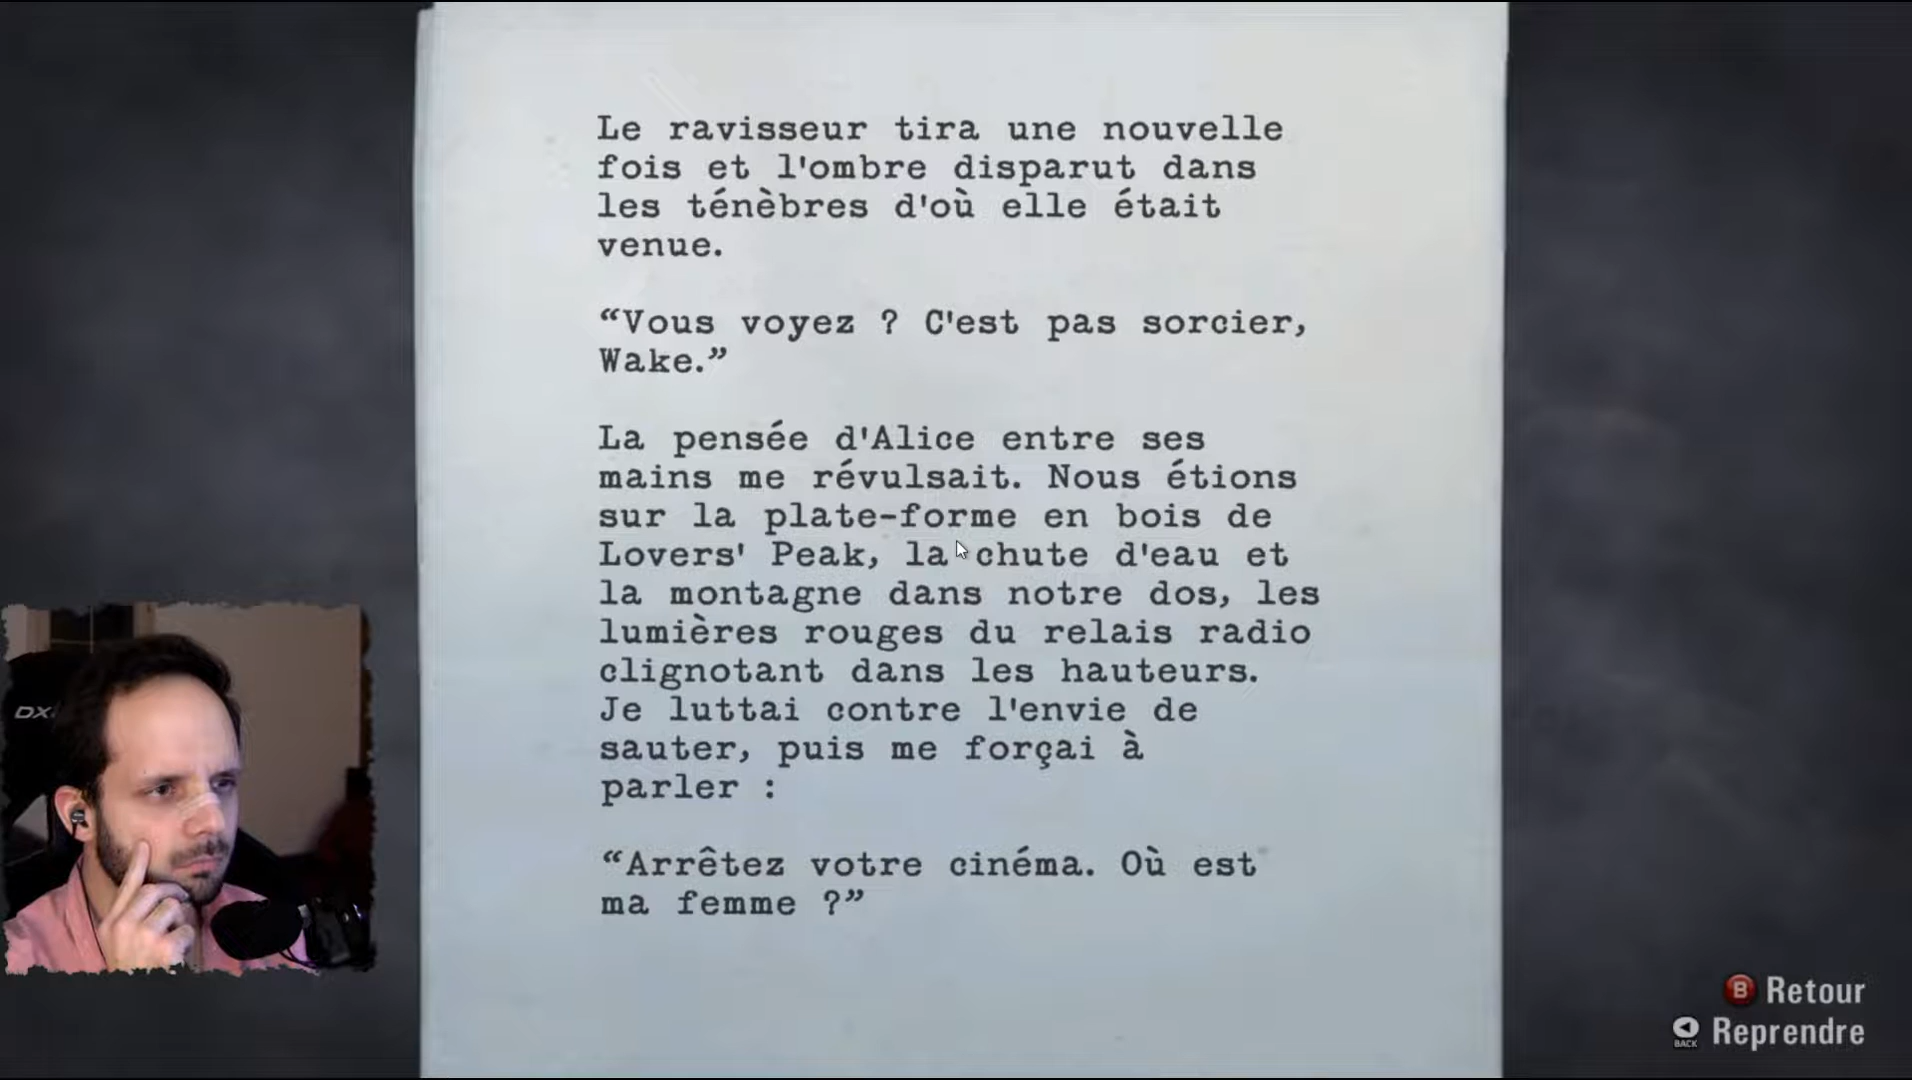 Le ravisseur tira une nouvelle
fois et l'ombre disparut dans
les ténèbres d'où elle était
venue.
“Vous voyez ? C'est pas sorcier,
Wake.”
La pensée d'Alice entre ses
mains me révulsait. Nous étions
sur la plate-forme en bois de
Lovers' Peak, la chute d'eau et
la montagne dans notre dos, les
lumières rouges du relais radio
clignotant dans les hauteurs.
Je luttai contre l'envie de
sauter, puis me forçai à
parler :
“Arrêtez votre cinéma. Où est
ma femme ?”
DX
B Retour
BACK Reprendre